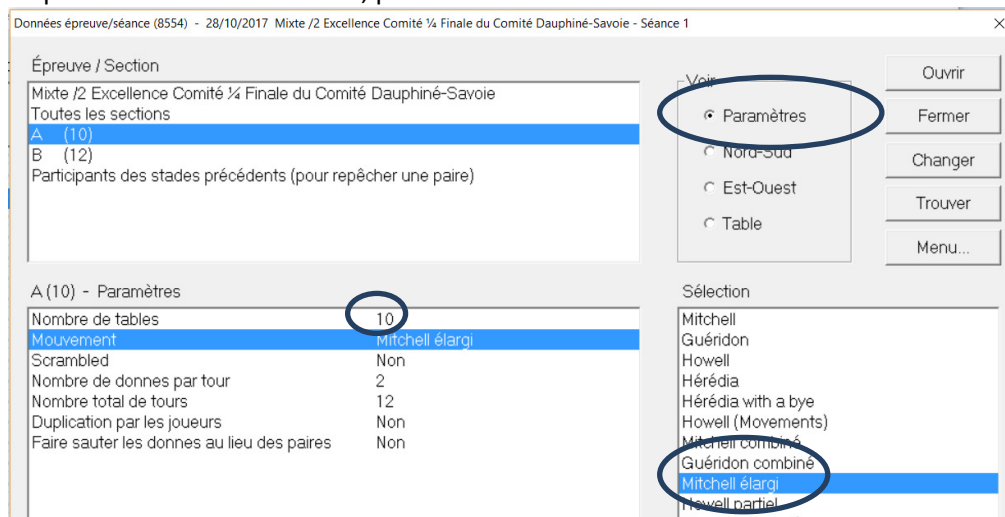 Données épreuve/séance (8554) - 28/10/2017 Mixte /2 Excellence Comité ¼ Finale du Comité Dauphiné-Savoie - Séance 1
Épreuve / Section
Mixte /2 Excellence Comité ¼ Finale du Comité Dauphiné-Savoie
Toutes les sections
A (10)
B (12)
Participants des stades précédents (pour repêcher une paire)
Voir
Paramètres
Nord-Sud
Est-Ouest
Table
Ouvrir
Fermer
Changer
Trouver
Menu...
A (10) - Paramètres
Nombre de tables 10
Mouvement Mitchell élargi
Scrambled Non
Nombre de donnes par tour 2
Nombre total de tours 12
Duplication par les joueurs Non
Faire sauter les donnes au lieu des paires Non
Sélection
Mitchell
Guéridon
Howell
Hérédia
Hérédia with a bye
Howell (Movements)
Mitchell combiné
Guéridon combiné
Mitchell élargi
Howell partiel